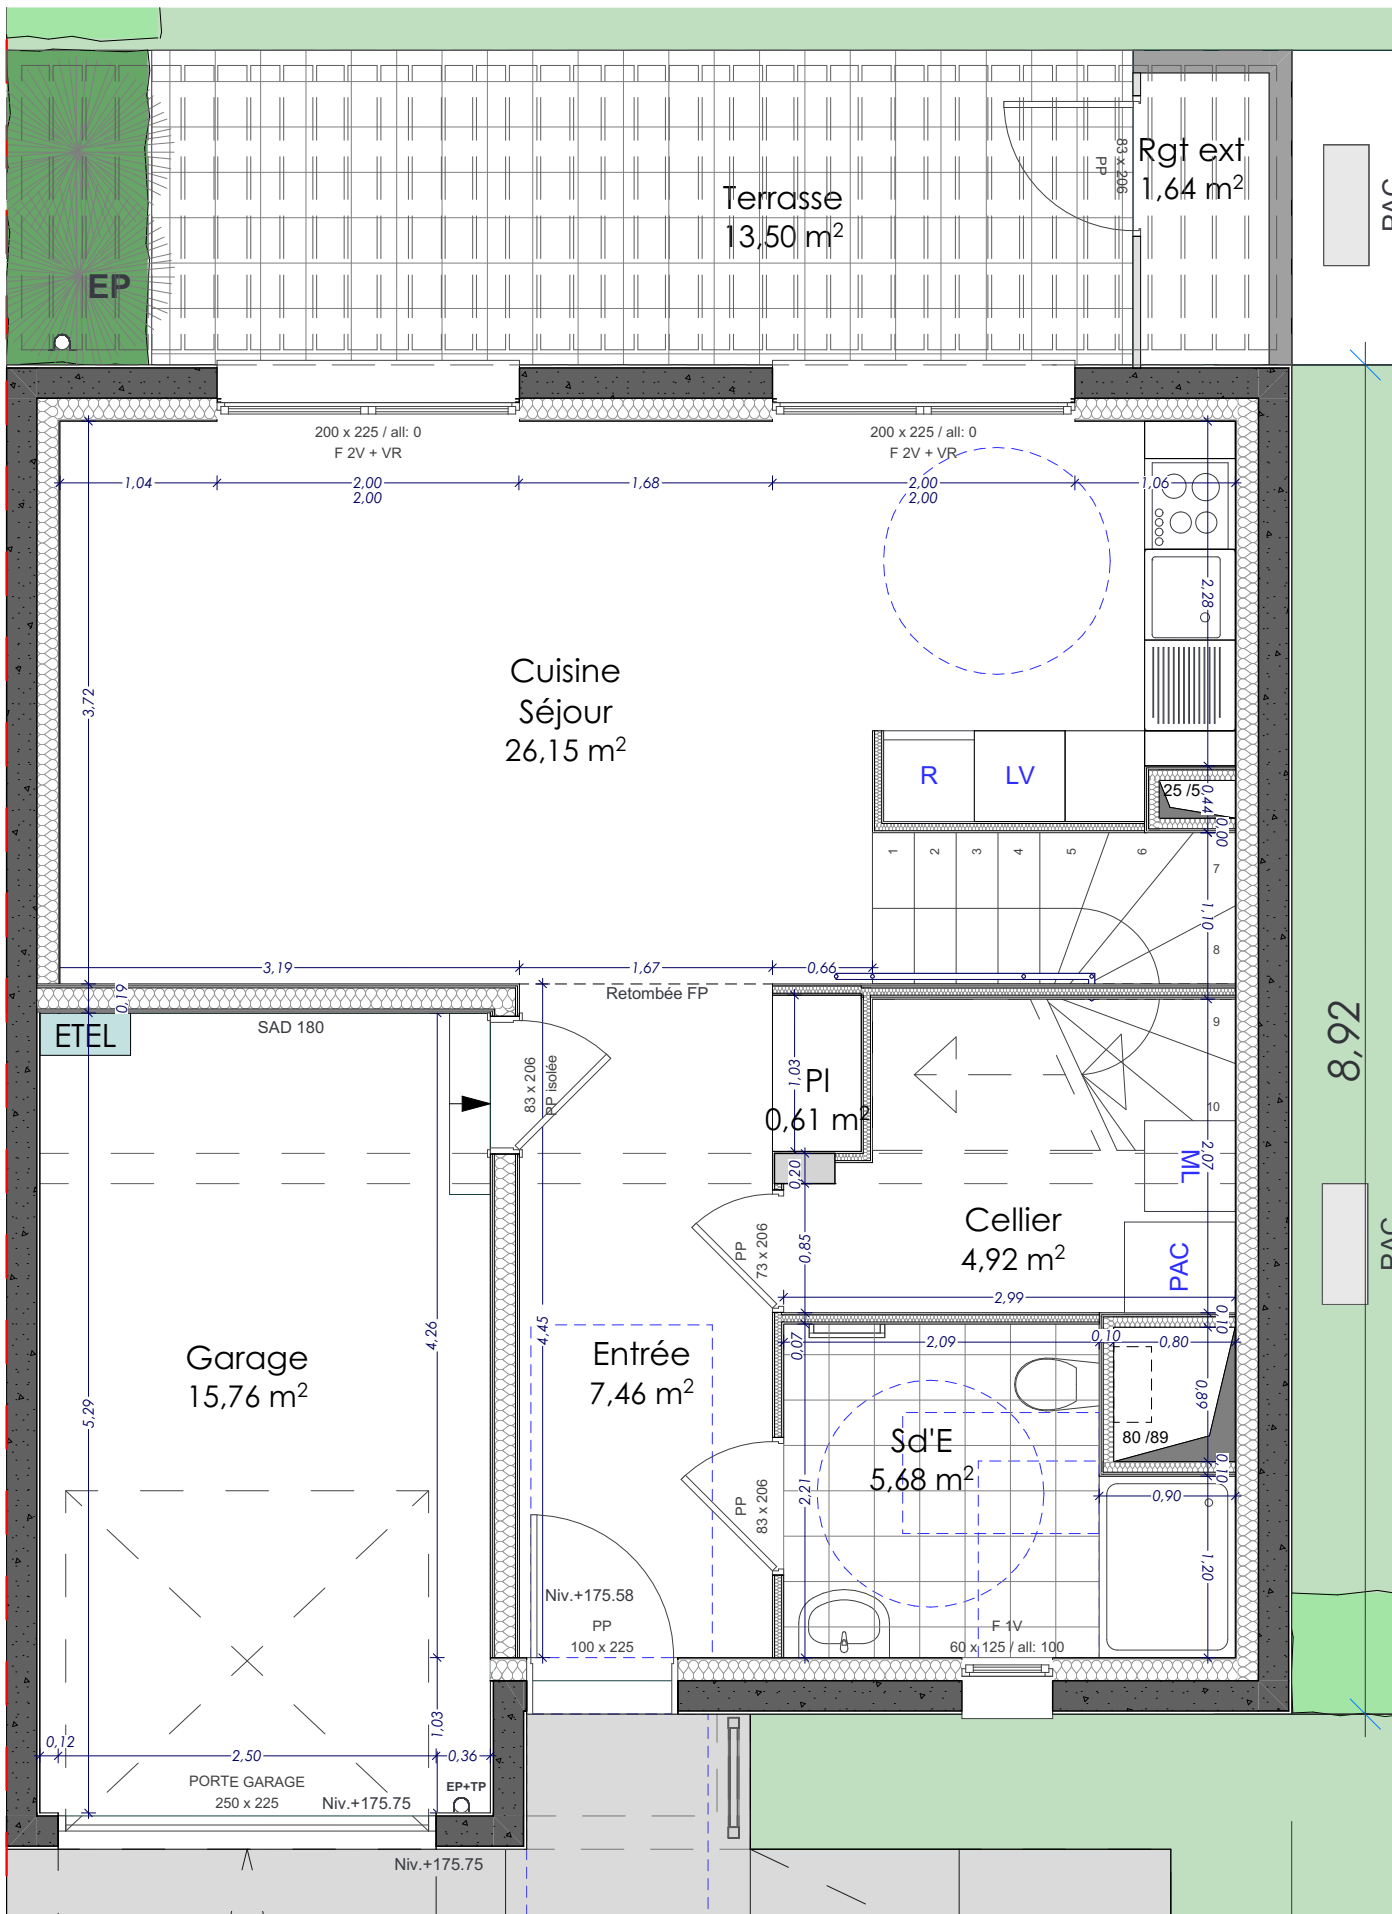 Rgt ext
1,64 m²
83 x 206
PP
Terrasse
13,50 m²
EP
PAC
200 x 225 / all: 0
F 2V + VR
200 x 225 / all: 0
F 2V + VR
1,04
2,00
2,00
1,68
2,00
2,00
1,06
2,28
3,72
Cuisine
Séjour
26,15 m²
R
LV
25 /5
0,44
0,00
1
2
3
4
5
6
7
8
9
10
1,10
3,19
1,67
0,66
Retombée FP
0,19
ETEL
SAD 180
83 x 206
PP isolée
1,03
Pl
0,61 m²
0,20
8,92
ML
2,07
Cellier
4,92 m²
PAC
PAC
PP
73 x 206
0,85
2,99
0,10
4,26
4,45
5,29
Garage
15,76 m²
Entrée
7,46 m²
0,07
2,09
0,10
0,80
0,89
80 /89
0,10
Sd'E
5,68 m²
2,21
PP
83 x 206
0,90
1,20
Niv.+175.58
PP
100 x 225
F 1V
60 x 125 / all: 100
0,12
2,50
1,03
0,36
PORTE GARAGE
250 x 225
Niv.+175.75
EP+TP
Niv.+175.75